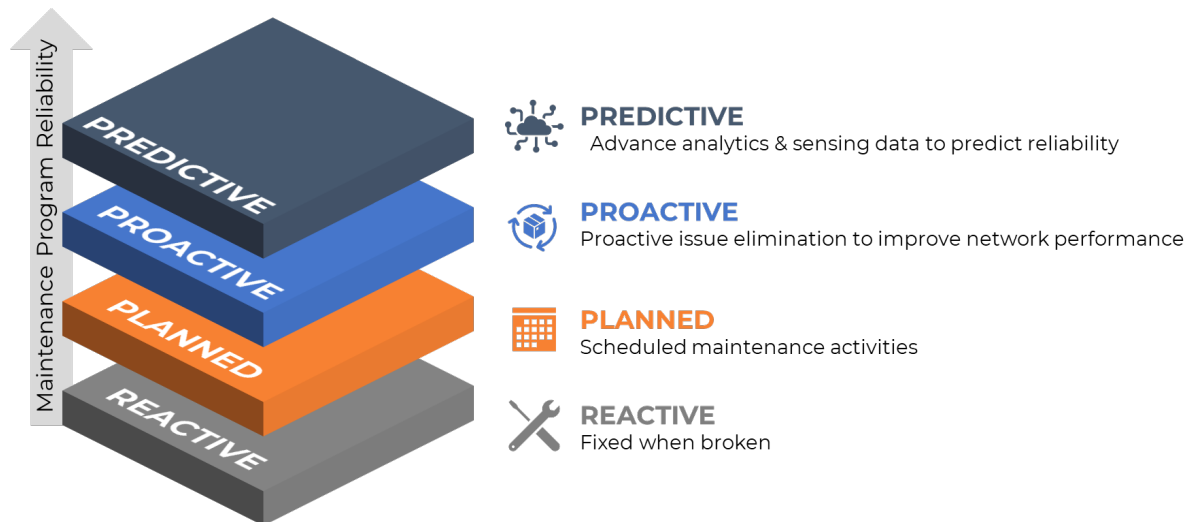 Maintenance Program Reliability
PREDICTIVE
PROACTIVE
PLANNED
REACTIVE
PREDICTIVE
Advance analytics & sensing data to predict reliability
PROACTIVE
Proactive issue elimination to improve network performance
PLANNED
Scheduled maintenance activities
REACTIVE
Fixed when broken